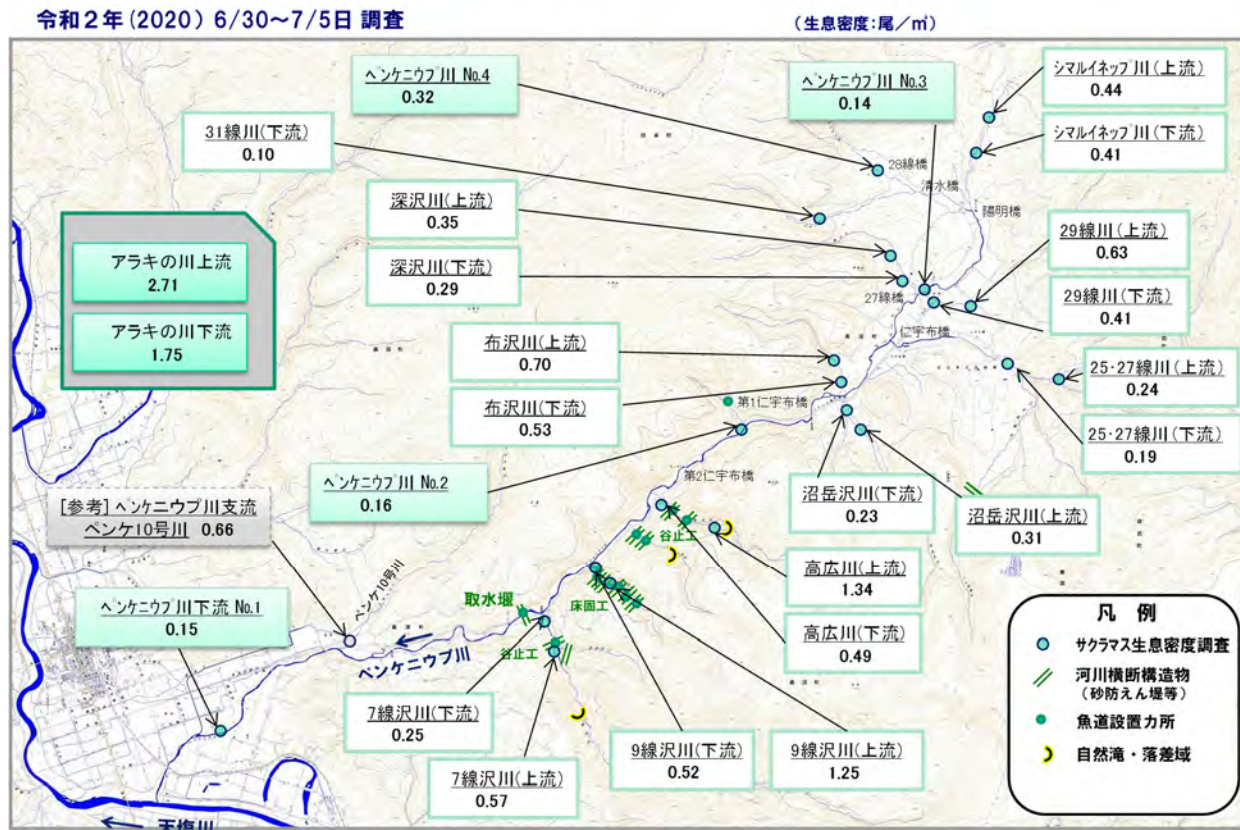 令和2年(2020) 6/30～7/5日 調査
(生息密度:尾/㎡)
ペンケニウプ川 No.4
0.32
ペンケニウプ川 No.3
0.14
シマルイネップ川(上流)
0.44
シマルイネップ川(下流)
0.41
31線川(下流)
0.10
28線橋
清水橋
陽明橋
深沢川(上流)
0.35
深沢川(下流)
0.29
29線川(上流)
0.63
29線川(下流)
0.41
27線橋
仁宇布橋
アラキの川上流
2.71
アラキの川下流
1.75
布沢川(上流)
0.70
布沢川(下流)
0.53
25・27線川(上流)
0.24
25・27線川(下流)
0.19
第1仁宇布橋
第2仁宇布橋
ペンケニウプ川 No.2
0.16
沼岳沢川(下流)
0.23
沼岳沢川(上流)
0.31
[参考] ペンケニウプ川支流
ペンケ10号川 0.66
谷止工
高広川(上流)
1.34
高広川(下流)
0.49
ペンケ10号川
取水堰
床固工
谷止工
ペンケニウプ川
ペンケニウプ川下流 No.1
0.15
7線沢川(下流)
0.25
7線沢川(上流)
0.57
9線沢川(下流)
0.52
9線沢川(上流)
1.25
凡 例
サクラマス生息密度調査
河川横断構造物
(砂防えん堤等)
魚道設置カ所
自然滝・落差域
天塩川